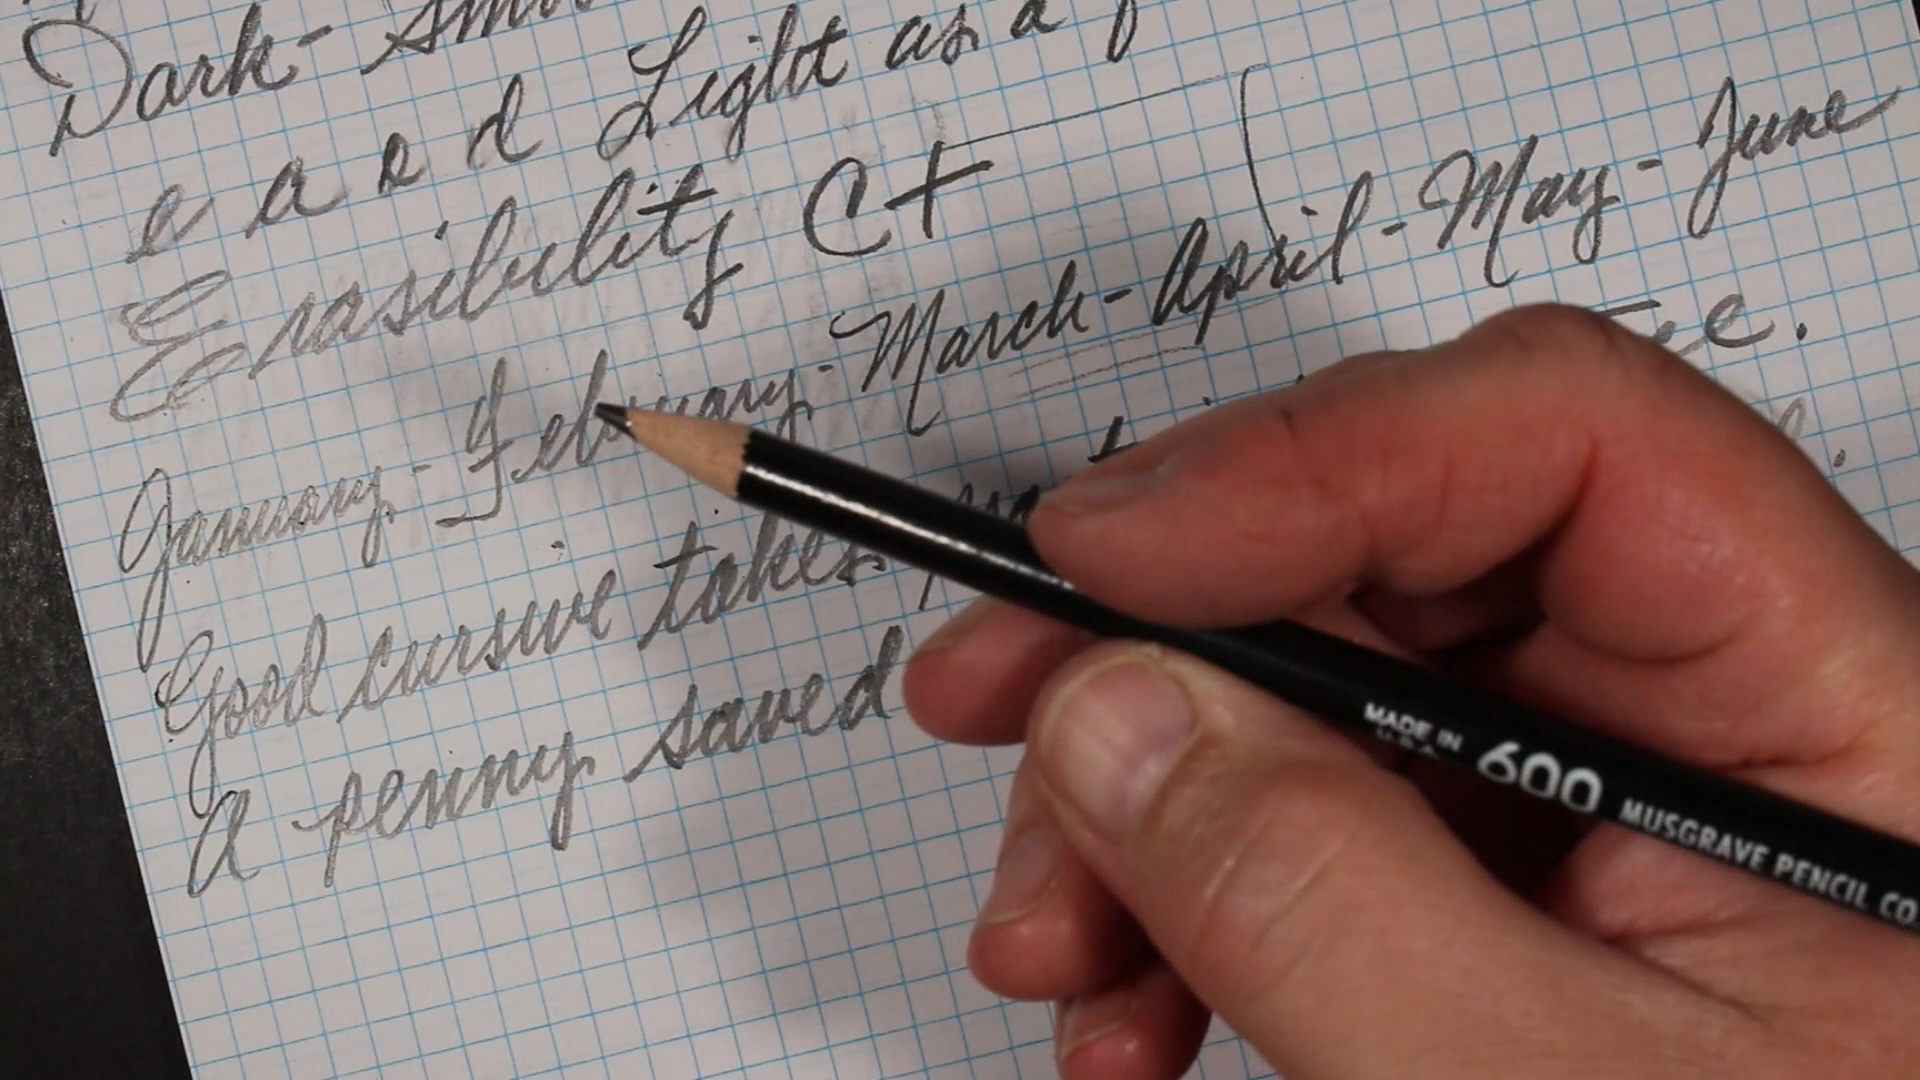 Dark - Smoo
e a e d Light as a f
Erasibility C+
January - February - March - April - May - June
Good cursive takes
A penny saved
MADE IN U.S.A. 600 MUSGRAVE PENCIL CO